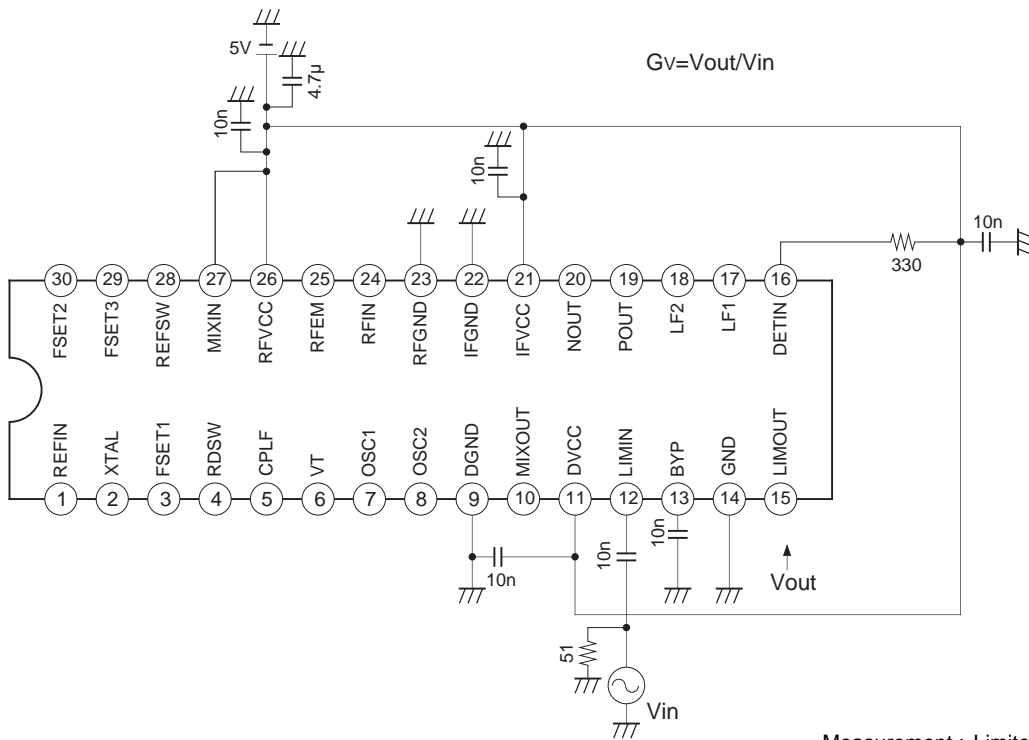 5V
4.7μ
GV=Vout/Vin
10n
10n
10n
330
30 29 28 27 26 25 24 23 22 21 20 19 18 17 16
FSET2 FSET3 REFSW MIXIN RFVCC RFEM RFIN RFGND IFGND IFVCC NOUT POUT LF2 LF1 DETIN
REFIN XTAL FSET1 RDSW CPLF VT OSC1 OSC2 DGND MIXOUT DVCC LIMIN BYP GND LIMOUT
1 2 3 4 5 6 7 8 9 10 11 12 13 14 15
10n
10n
10n
Vout
51
Vin